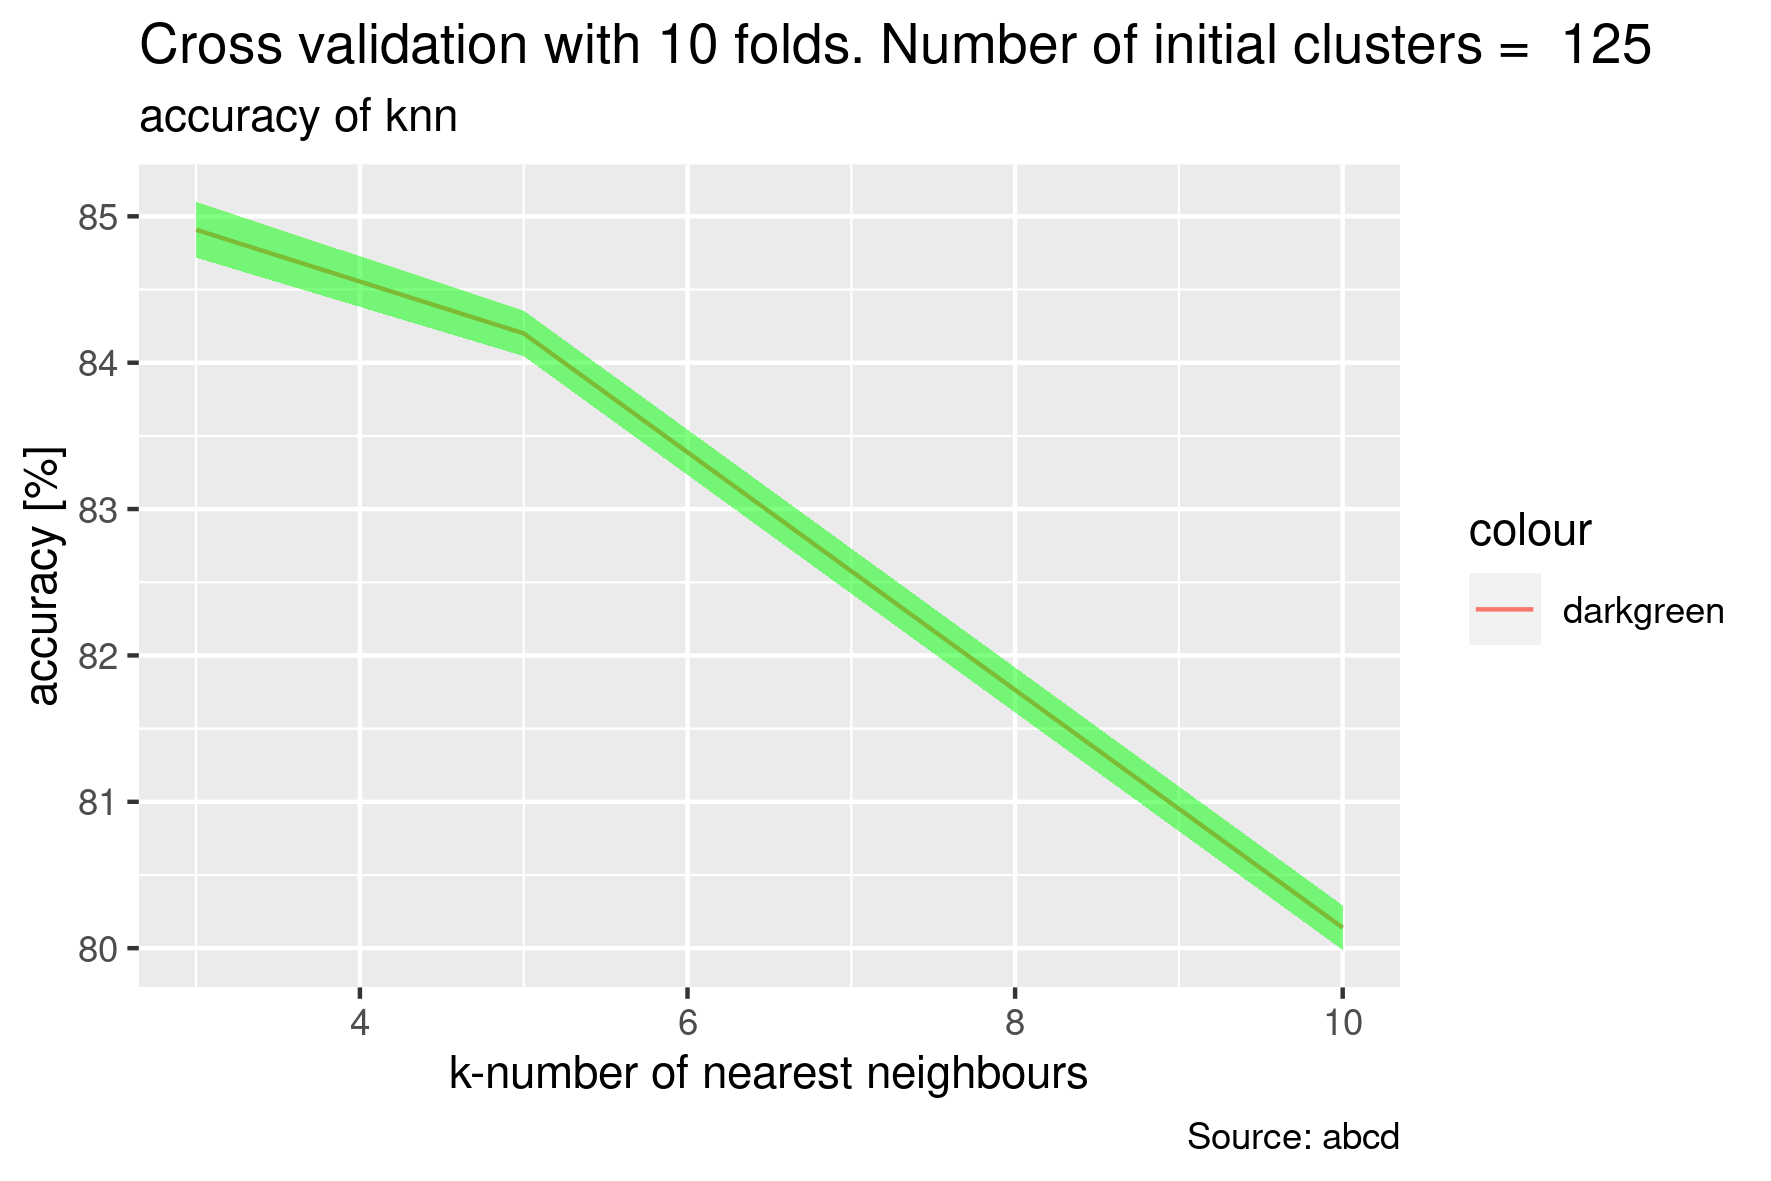 Cross validation with 10 folds. Number of initial clusters =  125
accuracy of knn
85
84
83
82
81
80
accuracy [%]
4 6 8 10
k-number of nearest neighbours
colour
darkgreen
Source: abcd